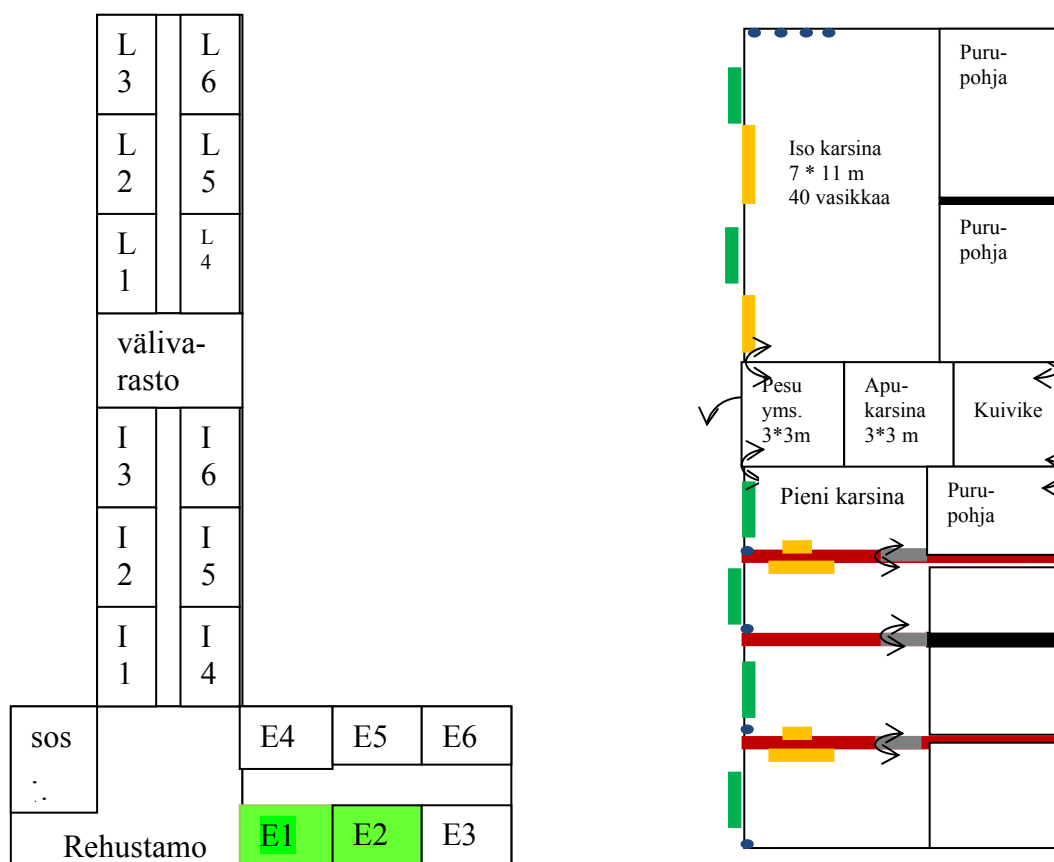 L
3
L
6
L
2
L
5
L
1
L
4
väliva-
rasto
I
3
I
6
I
2
I
5
I
1
I
4
sos
E4
E5
E6
Rehustamo
E1
E2
E3
Iso karsina
7 * 11 m
40 vasikkaa
Puru-
pohja
Puru-
pohja
Pesu
yms.
3*3m
Apu-
karsina
3*3 m
Kuivike
Pieni karsina
Puru-
pohja